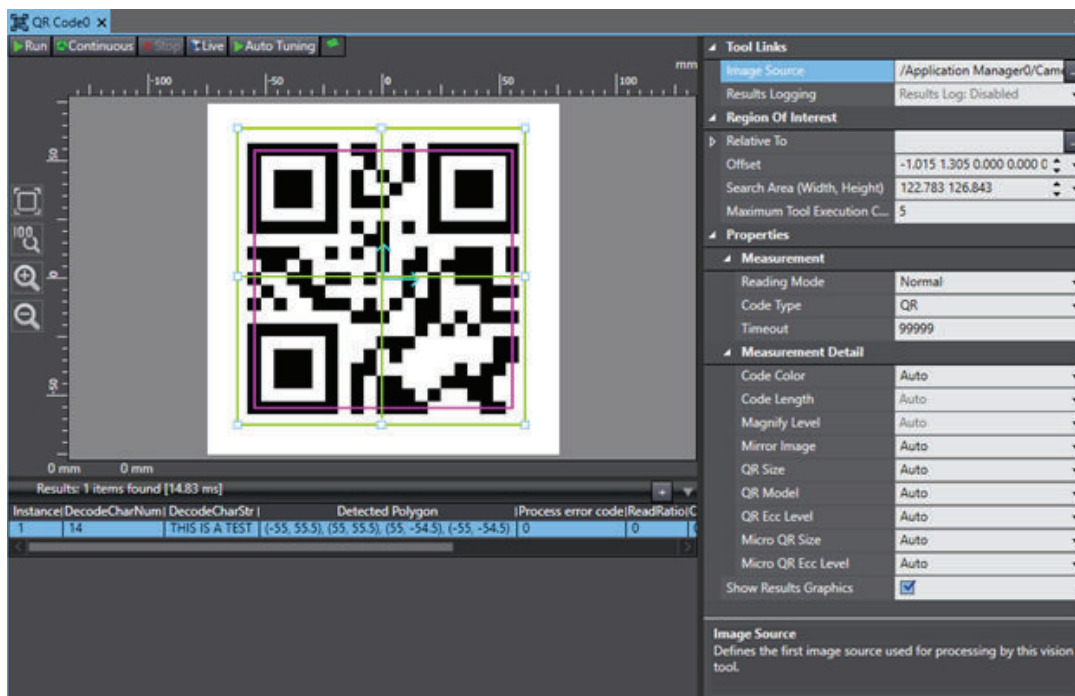 QR Code0 X
Run Continuous Stop Live Auto Tuning
mm
-100 -50 0 50 100
50
0
-50
100
0 mm 0 mm
Results: 1 items found [14.83 ms]
Instance DecodeCharNum DecodeCharStr Detected Polygon Process error code ReadRatio C
1 14 THIS IS A TEST (-55, 55.5), (55, 55.5), (55, -54.5), (-55, -54.5) 0 0
Tool Links
Image Source /Application Manager0/Came
Results Logging Results Log: Disabled
Region Of Interest
Relative To
Offset -1.015 1.305 0.000 0.000 0
Search Area (Width, Height) 122.783 126.843
Maximum Tool Execution C... 5
Properties
Measurement
Reading Mode Normal
Code Type QR
Timeout 99999
Measurement Detail
Code Color Auto
Code Length Auto
Magnify Level Auto
Mirror Image Auto
QR Size Auto
QR Model Auto
QR Ecc Level Auto
Micro QR Size Auto
Micro QR Ecc Level Auto
Show Results Graphics
Image Source
Defines the first image source used for processing by this vision
tool.